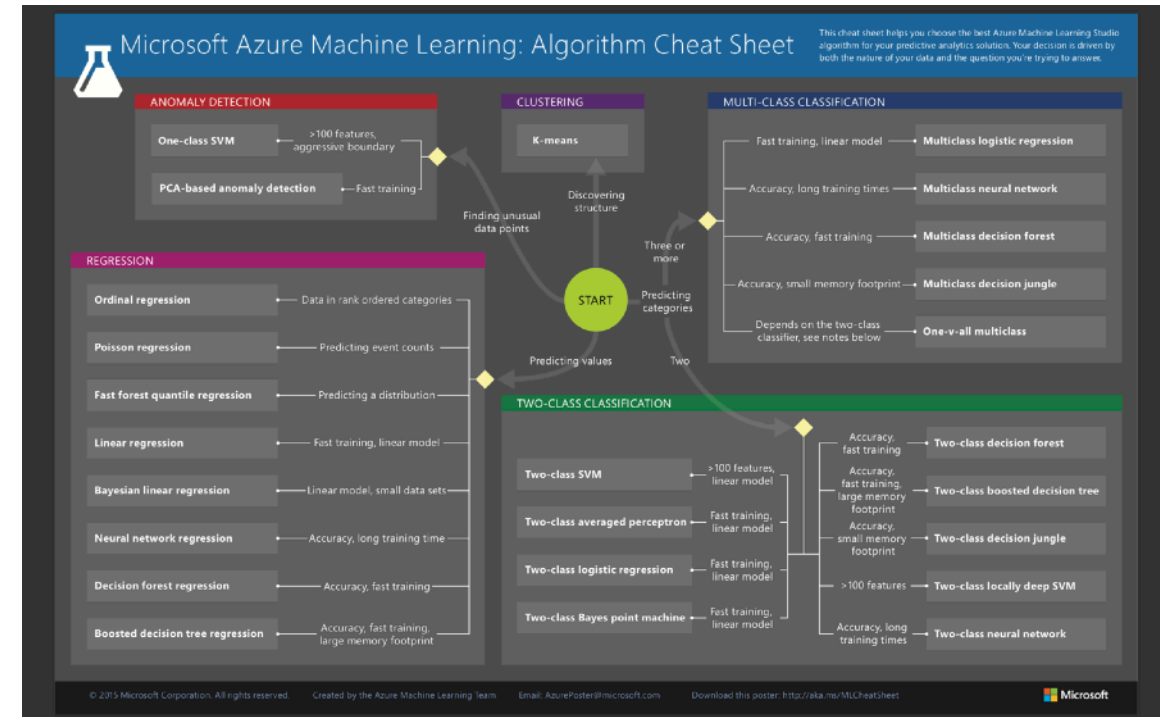 Microsoft Azure Machine Learning: Algorithm Cheat Sheet
This cheat sheet helps you choose the best Azure Machine Learning Studio
algorithm for your predictive analytics solution. Your decision is driven by
both the nature of your data and the question you're trying to answer.
ANOMALY DETECTION
One-class SVM
>100 features,
aggressive boundary
PCA-based anomaly detection
Fast training
CLUSTERING
K-means
MULTI-CLASS CLASSIFICATION
Fast training, linear model
Multiclass logistic regression
Accuracy, long training times
Multiclass neural network
Accuracy, fast training
Multiclass decision forest
Accuracy, small memory footprint
Multiclass decision jungle
Depends on the two-class
classifier, see notes below
One-v-all multiclass
Finding unusual
data points
Discovering
structure
Three or
more
START
Predicting
categories
Predicting values
Two
REGRESSION
Ordinal regression
Data in rank ordered categories
Poisson regression
Predicting event counts
Fast forest quantile regression
Predicting a distribution
Linear regression
Fast training, linear model
Bayesian linear regression
Linear model, small data sets
Neural network regression
Accuracy, long training time
Decision forest regression
Accuracy, fast training
Boosted decision tree regression
Accuracy, fast training,
large memory footprint
TWO-CLASS CLASSIFICATION
Two-class SVM
>100 features,
linear model
Two-class averaged perceptron
Fast training,
linear model
Two-class logistic regression
Fast training,
linear model
Two-class Bayes point machine
Fast training,
linear model
Accuracy,
fast training
Two-class decision forest
Accuracy,
fast training,
large memory
footprint
Two-class boosted decision tree
Accuracy,
small memory
footprint
Two-class decision jungle
>100 features
Two-class locally deep SVM
Accuracy, long
training times
Two-class neural network
© 2015 Microsoft Corporation. All rights reserved.
Created by the Azure Machine Learning Team
Email: AzurePoster@microsoft.com
Download this poster: http://aka.ms/MLCheatSheet
Microsoft